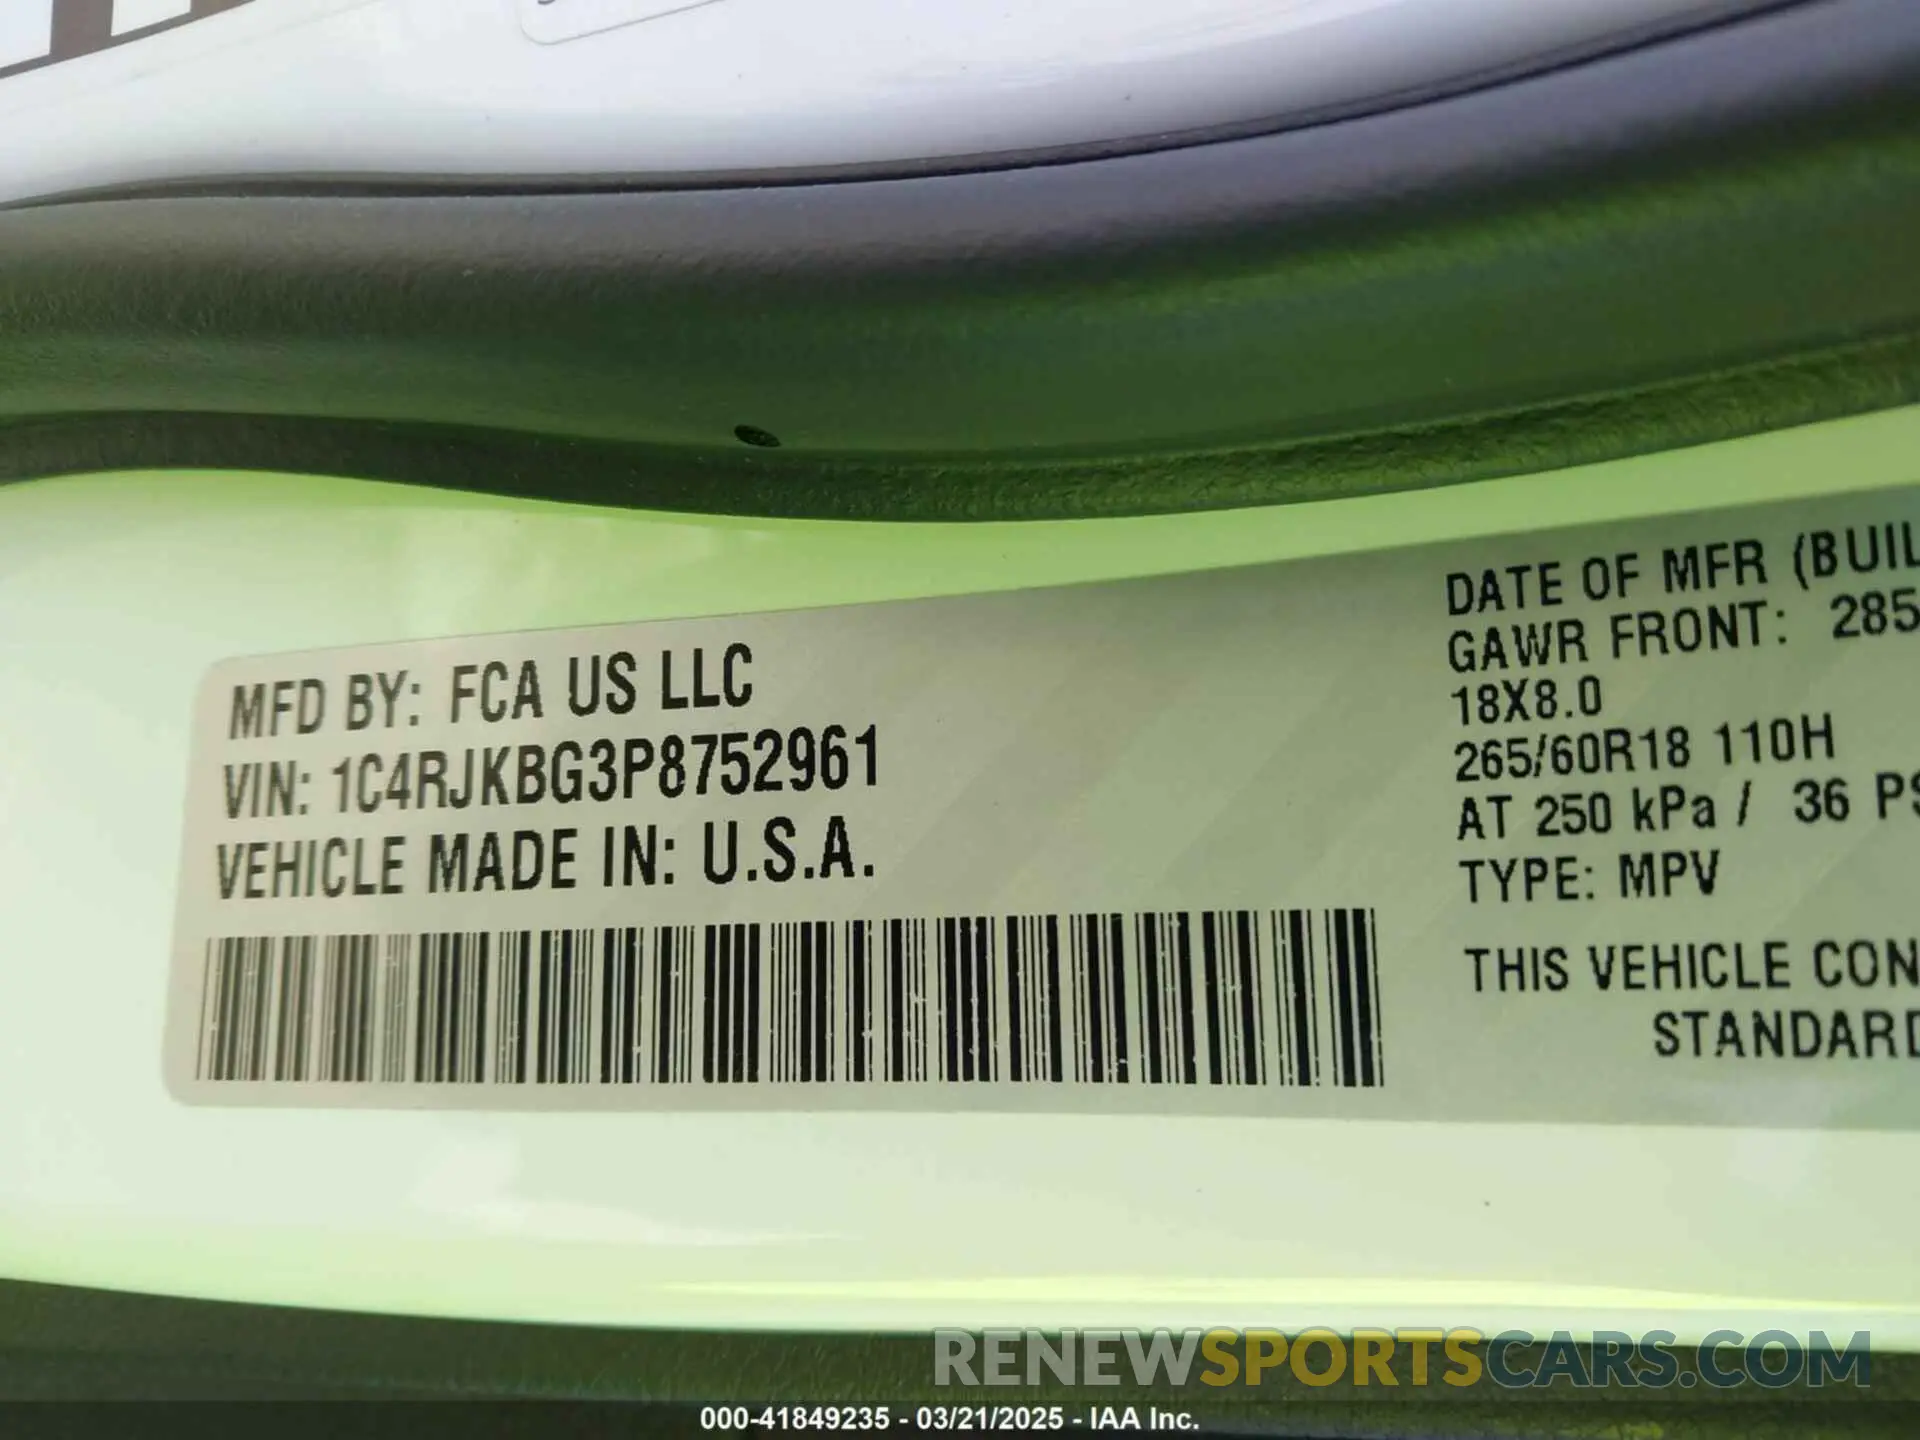 MFD BY: FCA US LLC
VIN: 1C4RJKBG3P8752961
VEHICLE MADE IN: U.S.A.
DATE OF MFR (BUIL
GAWR FRONT: 285
18X8.0
265/60R18 110H
AT 250 kPa / 36 PS
TYPE: MPV
THIS VEHICLE CON
STANDARD
RENEWSPORTSCARS.COM
000-41849235 - 03/21/2025 - IAA Inc.